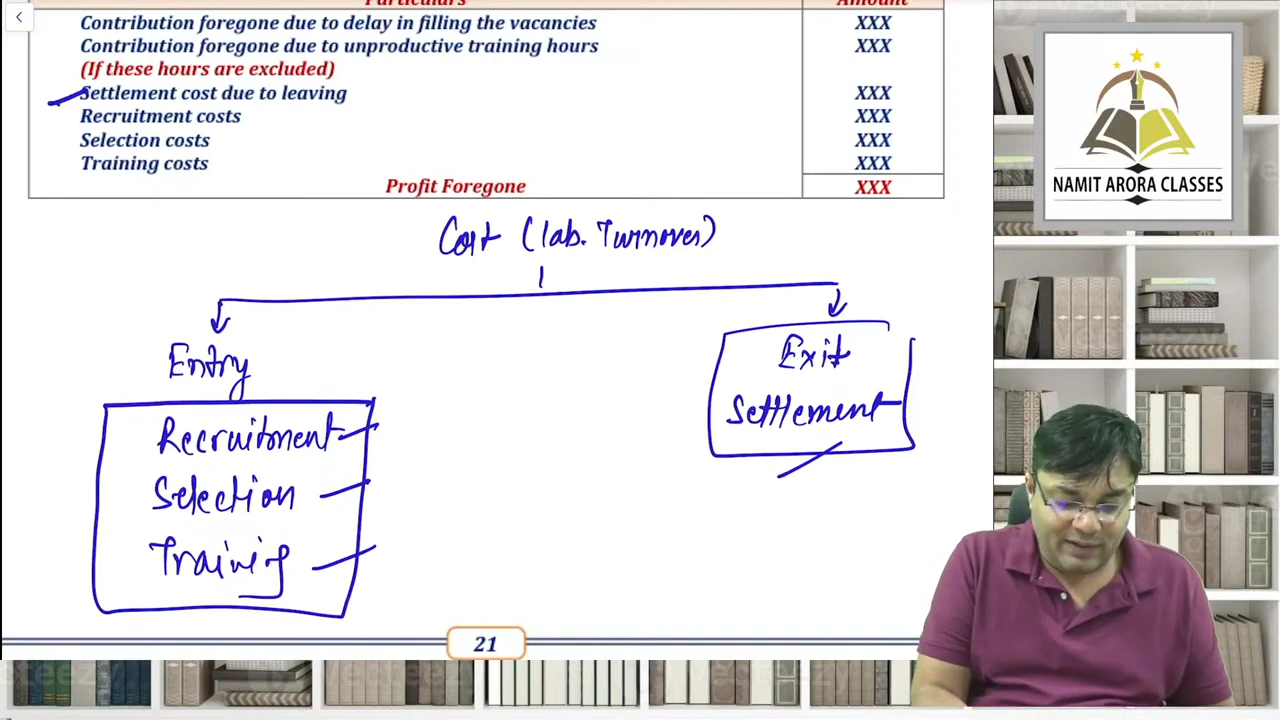 Particulars Amount
Contribution foregone due to delay in filling the vacancies XXX
Contribution foregone due to unproductive training hours XXX
(If these hours are excluded)
Settlement cost due to leaving XXX
Recruitment costs XXX
Selection costs XXX
Training costs XXX
Profit Foregone XXX
NAMIT ARORA CLASSES
Cost (lab. Turnover)
Entry
Exit
Settlement
Recruitment
Selection
Training
21